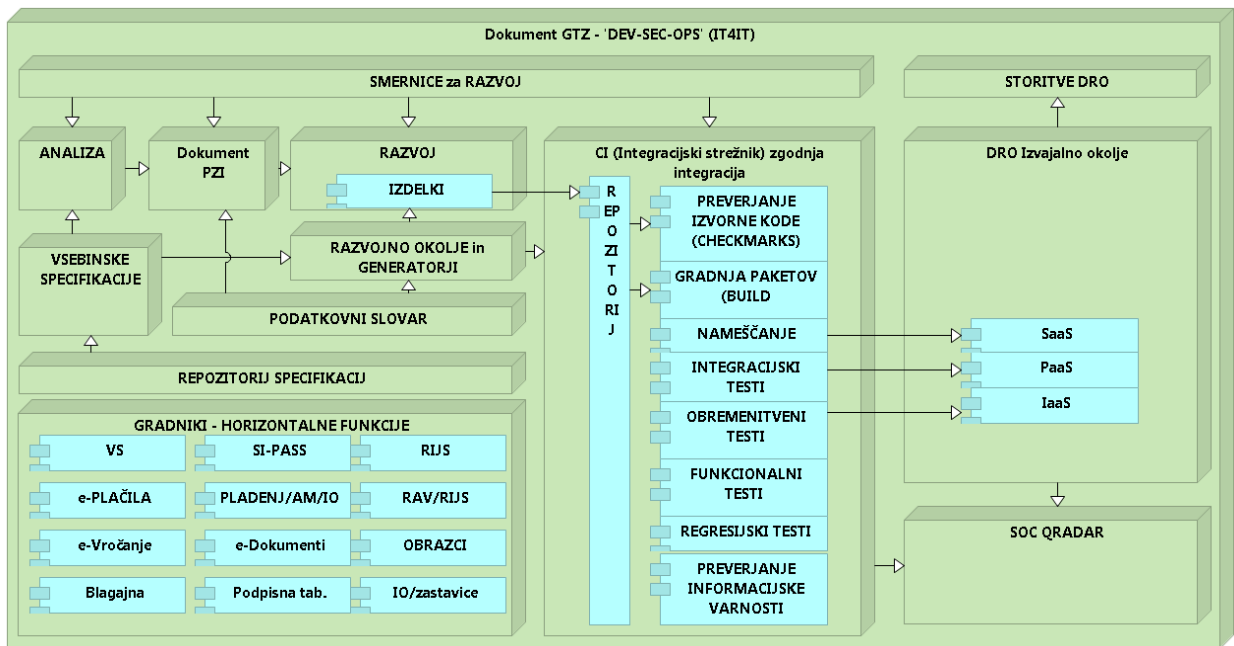 Dokument GTZ - 'DEV-SEC-OPS' (IT4IT)
SMERNICE za RAZVOJ
STORITVE DRO
ANALIZA
Dokument
PZI
RAZVOJ
IZDELKI
CI (Integracijski strežnik) zgodnja
integracija
DRO Izvajalno okolje
R
EP
O
ZI
T
O
RI
J
PREVERJANJE
IZVORNE KODE
(CHECKMARKS)
VSEBINSKE
SPECIFIKACIJE
RAZVOJNO OKOLJE in
GENERATORJI
GRADNJA PAKETOV
(BUILD
PODATKOVNI SLOVAR
NAMEŠČANJE
SaaS
REPOZITORIJ SPECIFIKACIJ
INTEGRACIJSKI
TESTI
PaaS
IaaS
OBREMENITVENI
TESTI
FUNKCIONALNI
TESTI
REGRESIJSKI TESTI
PREVERJANJE
INFORMACIJSKE
VARNOSTI
SOC QRADAR
GRADNIKI - HORIZONTALNE FUNKCIJE
VS
SI-PASS
RIJS
e-PLAČILA
PLADENJ/AM/IO
RAV/RIJS
e-Vročanje
e-Dokumenti
OBRAZCI
Blagajna
Podpisna tab.
IO/zastavice